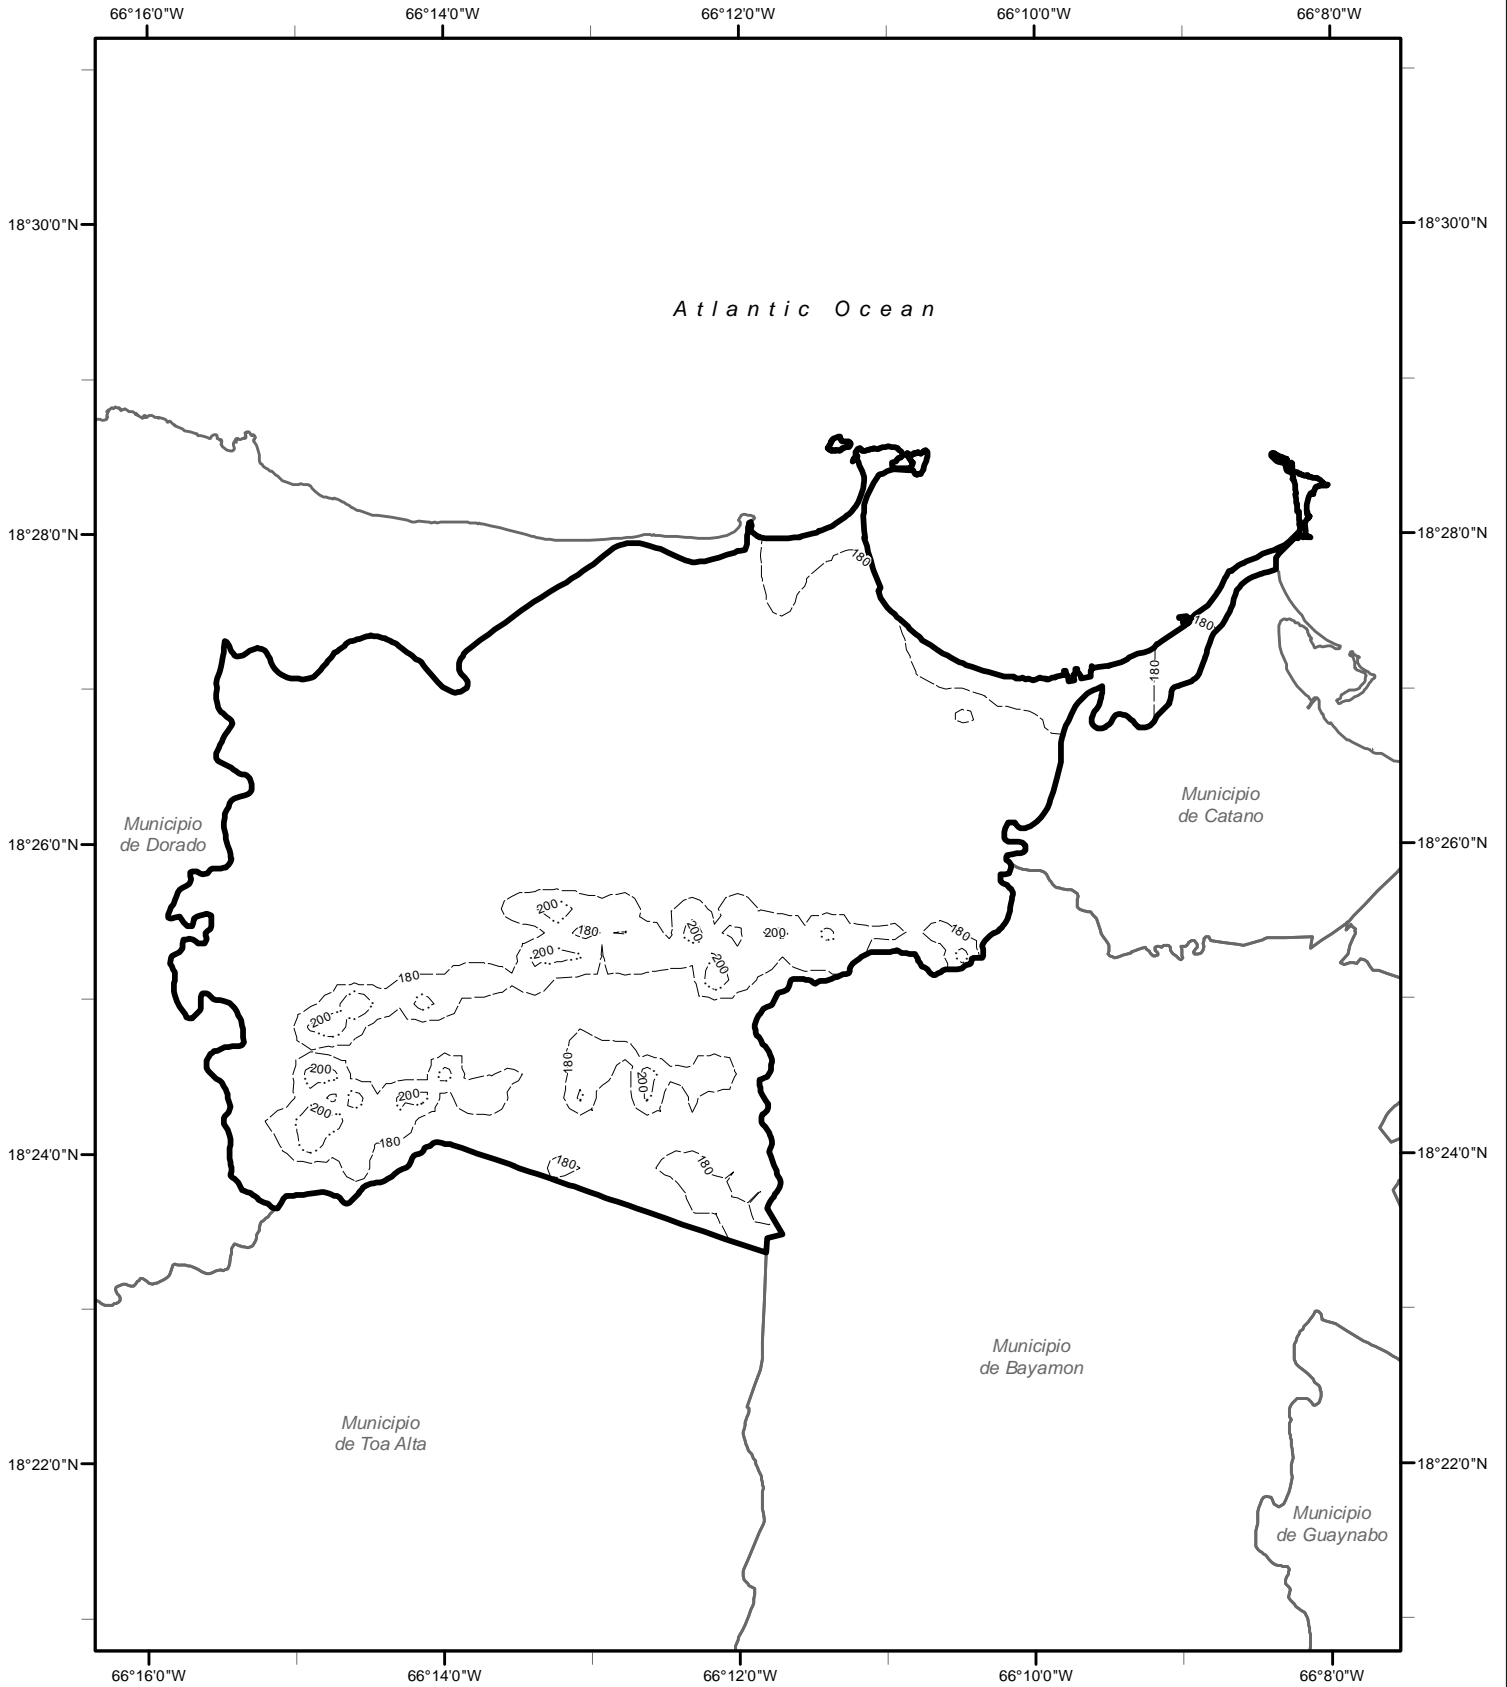 66°16'0"W 66°14'0"W 66°12'0"W 66°10'0"W 66°8'0"W
18°30'0"N 18°30'0"N
Atlantic Ocean
18°28'0"N 18°28'0"N
180
180
180
Municipio
de Catano
Municipio
de Dorado
18°26'0"N 18°26'0"N
200
180
200
200
180
200
200
180
200
180
200
200
200
200
180
200
180
18°24'0"N 18°24'0"N
180
180
Municipio
de Bayamon
Municipio
de Toa Alta
18°22'0"N 18°22'0"N
Municipio
de Guaynabo
66°16'0"W 66°14'0"W 66°12'0"W 66°10'0"W 66°8'0"W